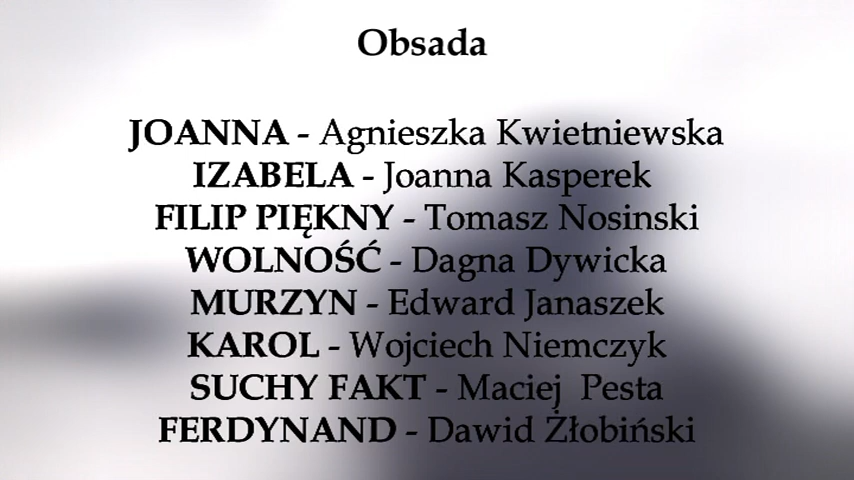 Obsada
JOANNA - Agnieszka Kwietniewska
IZABELA - Joanna Kasperek
FILIP PIĘKNY - Tomasz Nosinski
WOLNOŚĆ - Dagna Dywicka
MURZYN - Edward Janaszek
KAROL - Wojciech Niemczyk
SUCHY FAKT - Maciej  Pesta
FERDYNAND - Dawid Żłobiński